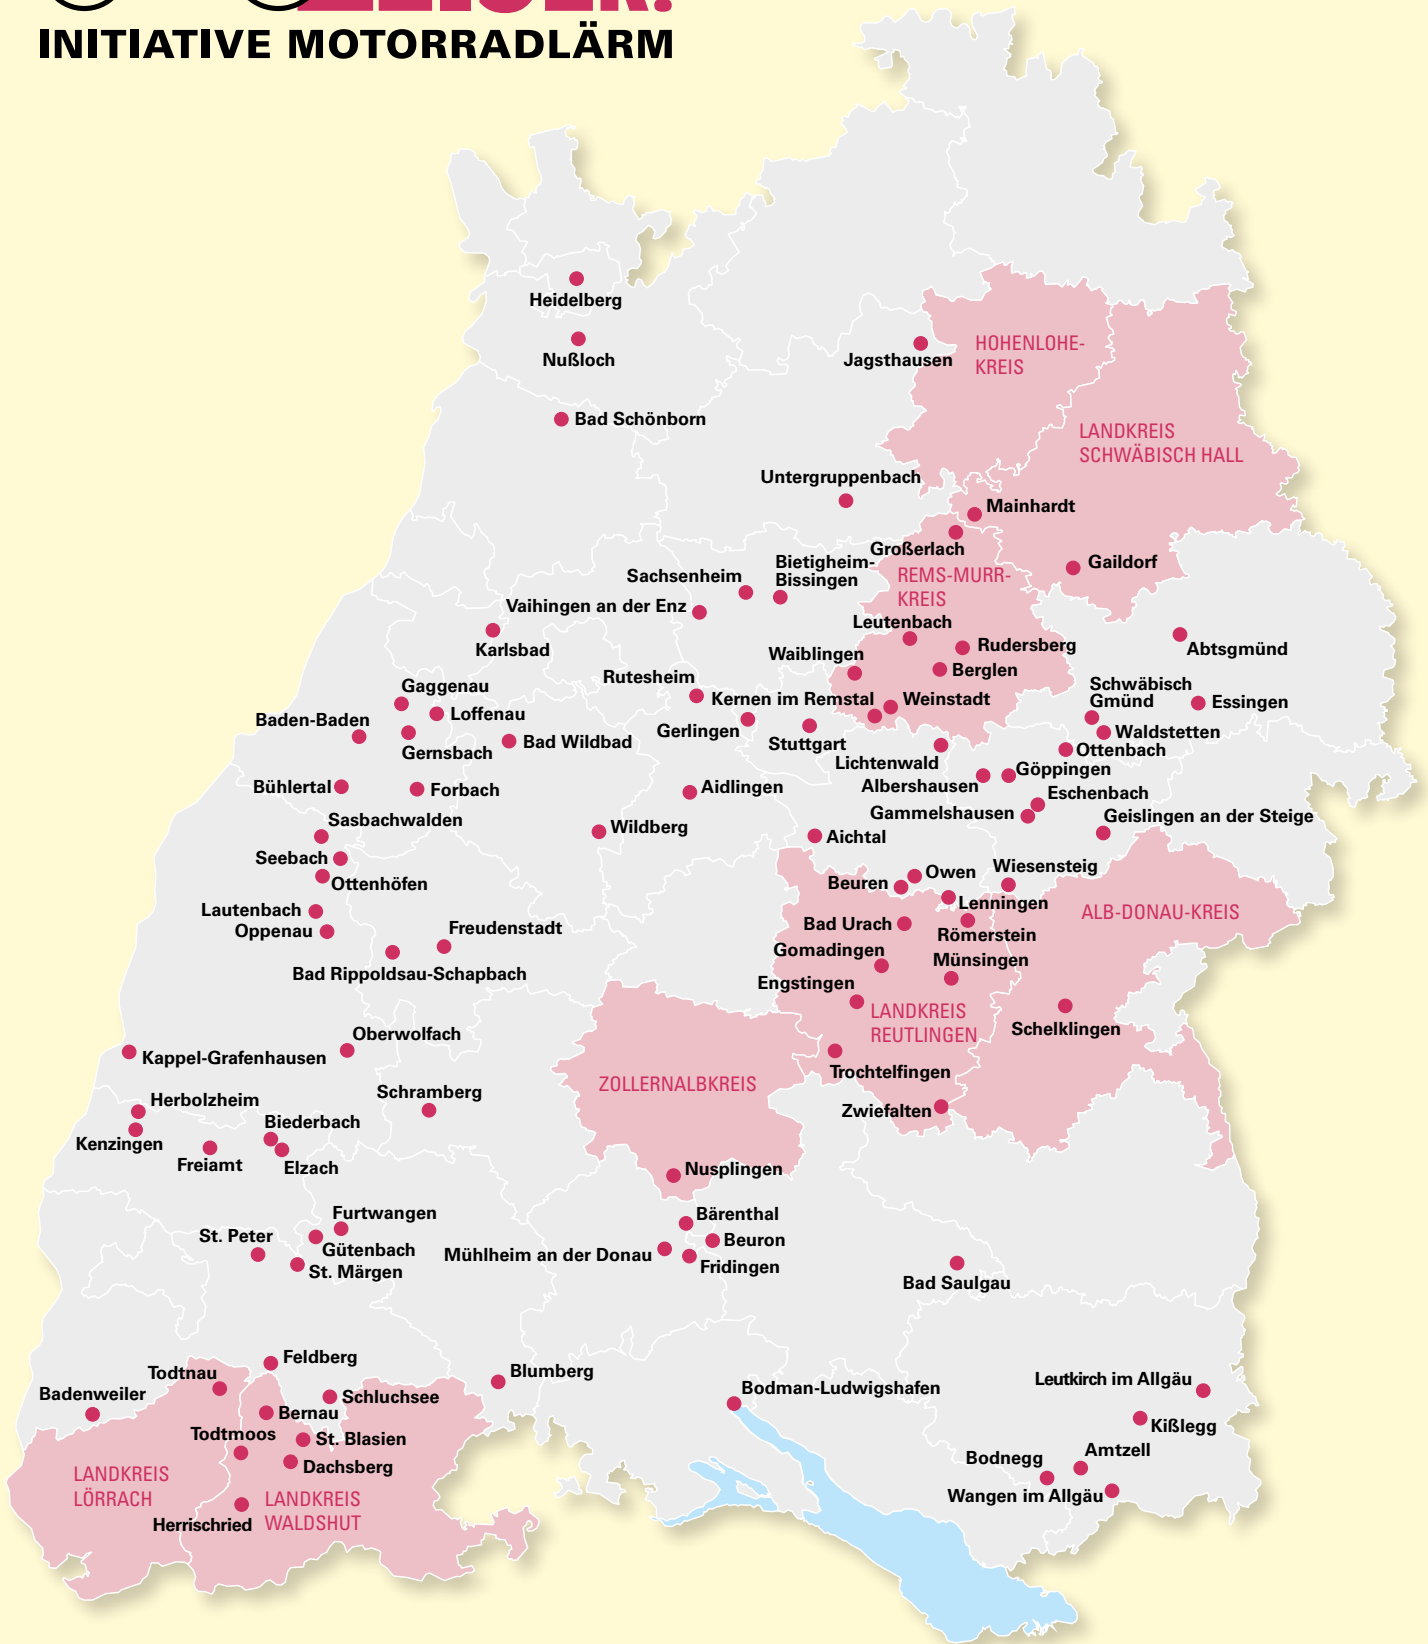 LEISER!
INITIATIVE MOTORRADLÄRM
Heidelberg
Nußloch
Jagsthausen
HOHENLOHE-
KREIS
Bad Schönborn
LANDKREIS
SCHWÄBISCH HALL
Untergruppenbach
Mainhardt
Großerlach
Bietigheim-
Bissingen
Gaildorf
Sachsenheim
REMS-MURR-
KREIS
Vaihingen an der Enz
Leutenbach
Karlsbad
Rudersberg
Abtsgmünd
Waiblingen
Berglen
Rutesheim
Gaggenau
Schwäbisch
Gmünd
Kernen im Remstal
Weinstadt
Essingen
Loffenau
Baden-Baden
Gerlingen
Waldstetten
Stuttgart
Bad Wildbad
Gernsbach
Ottenbach
Lichtenwald
Göppingen
Bühlertal
Forbach
Aidlingen
Albershausen
Eschenbach
Gammelshausen
Geislingen an der Steige
Sasbachwalden
Wildberg
Aichtal
Seebach
Ottenhöfen
Wiesensteig
Owen
Beuren
Lenningen
Lautenbach
ALB-DONAU-KREIS
Bad Urach
Oppenau
Freudenstadt
Römerstein
Gomadingen
Münsingen
Bad Rippoldsau-Schapbach
Engstingen
LANDKREIS
REUTLINGEN
Schelklingen
Oberwolfach
Kappel-Grafenhausen
Trochtelfingen
ZOLLERNALBKREIS
Schramberg
Herbolzheim
Zwiefalten
Biederbach
Kenzingen
Freiamt
Elzach
Nusplingen
Furtwangen
Bärenthal
St. Peter
Gütenbach
Beuron
Mühlheim an der Donau
Fridingen
St. Märgen
Bad Saulgau
Feldberg
Todtnau
Blumberg
Leutkirch im Allgäu
Bodman-Ludwigshafen
Badenweiler
Schluchsee
Bernau
Kißlegg
Todtmoos
St. Blasien
Amtzell
Dachsberg
Bodnegg
LANDKREIS
LÖRRACH
Wangen im Allgäu
LANDKREIS
WALDSHUT
Herrischried